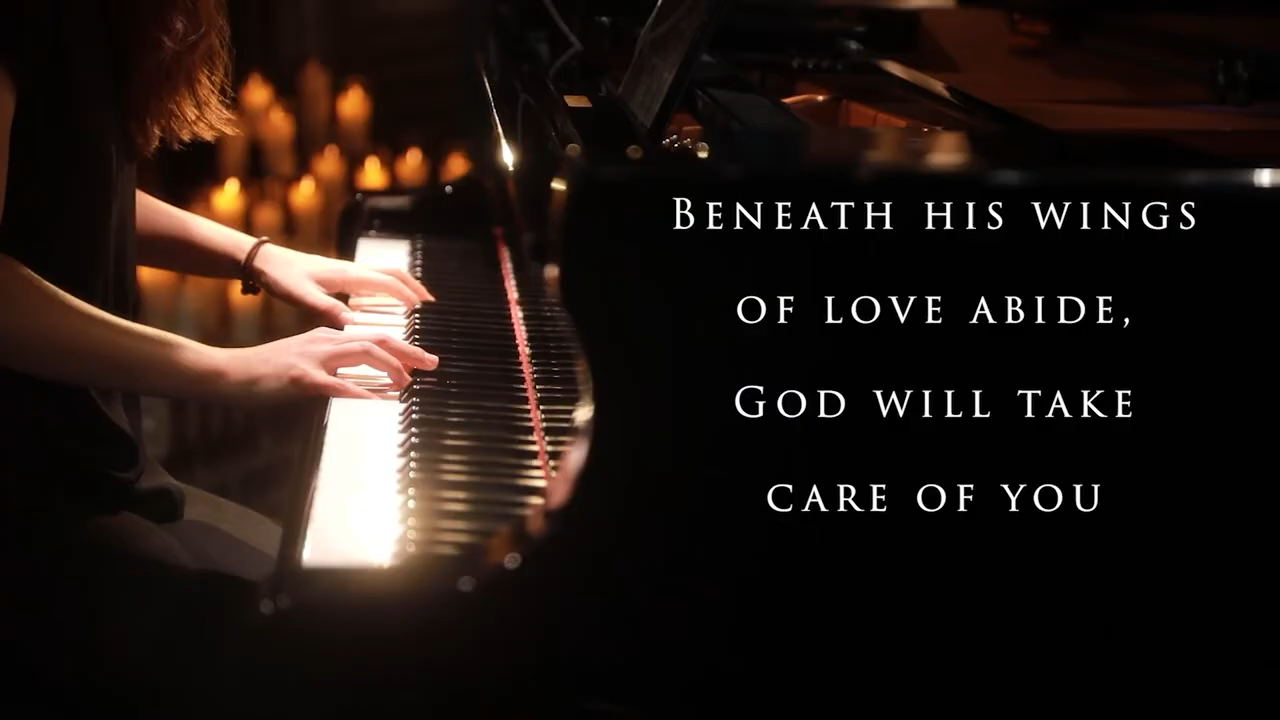 Beneath his wings
of love abide,
God will take
care of you